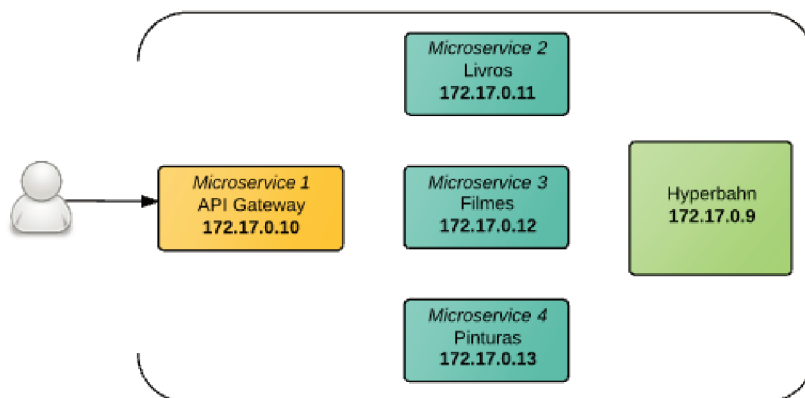 Microservice 2
Livros
172.17.0.11
Microservice 1
API Gateway
172.17.0.10
Microservice 3
Filmes
172.17.0.12
Hyperbahn
172.17.0.9
Microservice 4
Pinturas
172.17.0.13